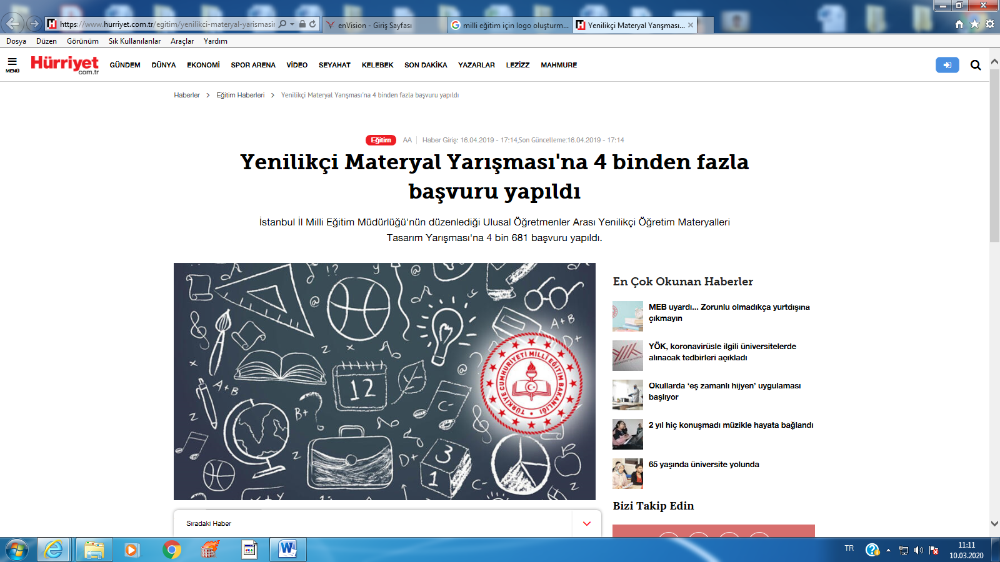 https://www.hurriyet.com.tr/egitim/yenilikci-materyal-yarismasir
enVision - Giriş Sayfası
milli eğitim için logo oluşturm...
Yenilikçi Materyal Yarışması...
Dosya Düzen Görünüm Sık Kullanılanlar Araçlar Yardım
MENÜ
Hürriyet
com.tr
GÜNDEM DÜNYA EKONOMİ SPOR ARENA VİDEO SEYAHAT KELEBEK SON DAKİKA YAZARLAR LEZİZZ MAHMURE
Haberler > Eğitim Haberleri > Yenilikçi Materyal Yarışması'na 4 binden fazla başvuru yapıldı
Eğitim AA | Haber Giriş: 16.04.2019 - 17:14,Son Güncelleme:16.04.2019 - 17:14
Yenilikçi Materyal Yarışması'na 4 binden fazla
başvuru yapıldı
İstanbul İl Milli Eğitim Müdürlüğü'nün düzenlediği Ulusal Öğretmenler Arası Yenilikçi Öğretim Materyalleri
Tasarım Yarışması'na 4 bin 681 başvuru yapıldı.
A+B
D+
12
A+B
B+
C-
D+
3
1
C-
TÜRKİYE CUMHURİYETİ MİLLİ EĞİTİM BAKANLIĞI
En Çok Okunan Haberler
MEB uyardı... Zorunlu olmadıkça yurtdışına
çıkmayın
YÖK, koronavirüsle ilgili üniversitelerde
alınacak tedbirleri açıkladı
Okullarda ‘eş zamanlı hijyen’ uygulaması
başlıyor
2 yıl hiç konuşmadı müzikle hayata bağlandı
65 yaşında üniversite yolunda
Bizi Takip Edin
Sıradaki Haber
TR
11:11
10.03.2020